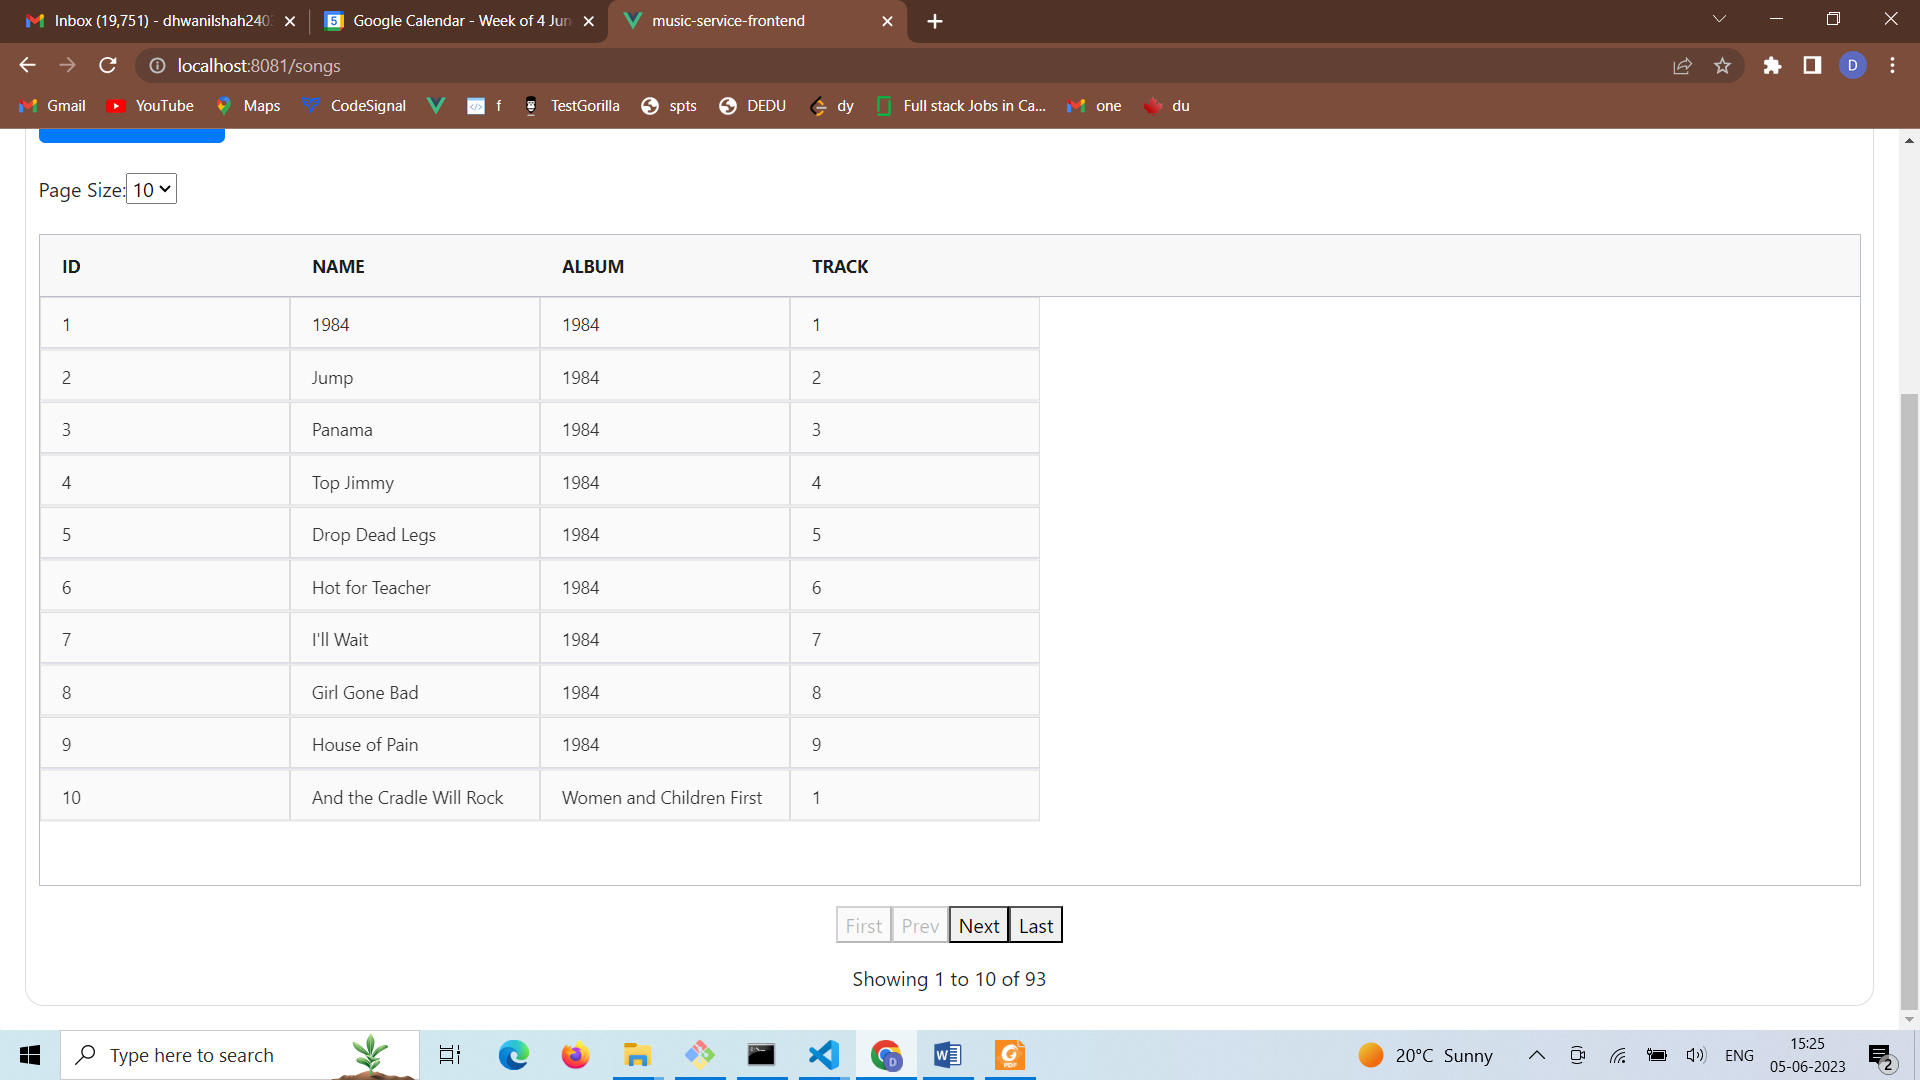 Inbox (19,751) - dhwanilshah240
Google Calendar - Week of 4 Jun
music-service-frontend
localhost:8081/songs
D
Gmail
YouTube
Maps
CodeSignal
f
TestGorilla
spts
DEDU
dy
Full stack Jobs in Ca...
one
du
Page Size: 10
ID NAME ALBUM TRACK
1 1984 1984 1
2 Jump 1984 2
3 Panama 1984 3
4 Top Jimmy 1984 4
5 Drop Dead Legs 1984 5
6 Hot for Teacher 1984 6
7 I'll Wait 1984 7
8 Girl Gone Bad 1984 8
9 House of Pain 1984 9
10 And the Cradle Will Rock Women and Children First 1
First Prev Next Last
Showing 1 to 10 of 93
Type here to search
20°C Sunny
ENG
15:25
05-06-2023
2